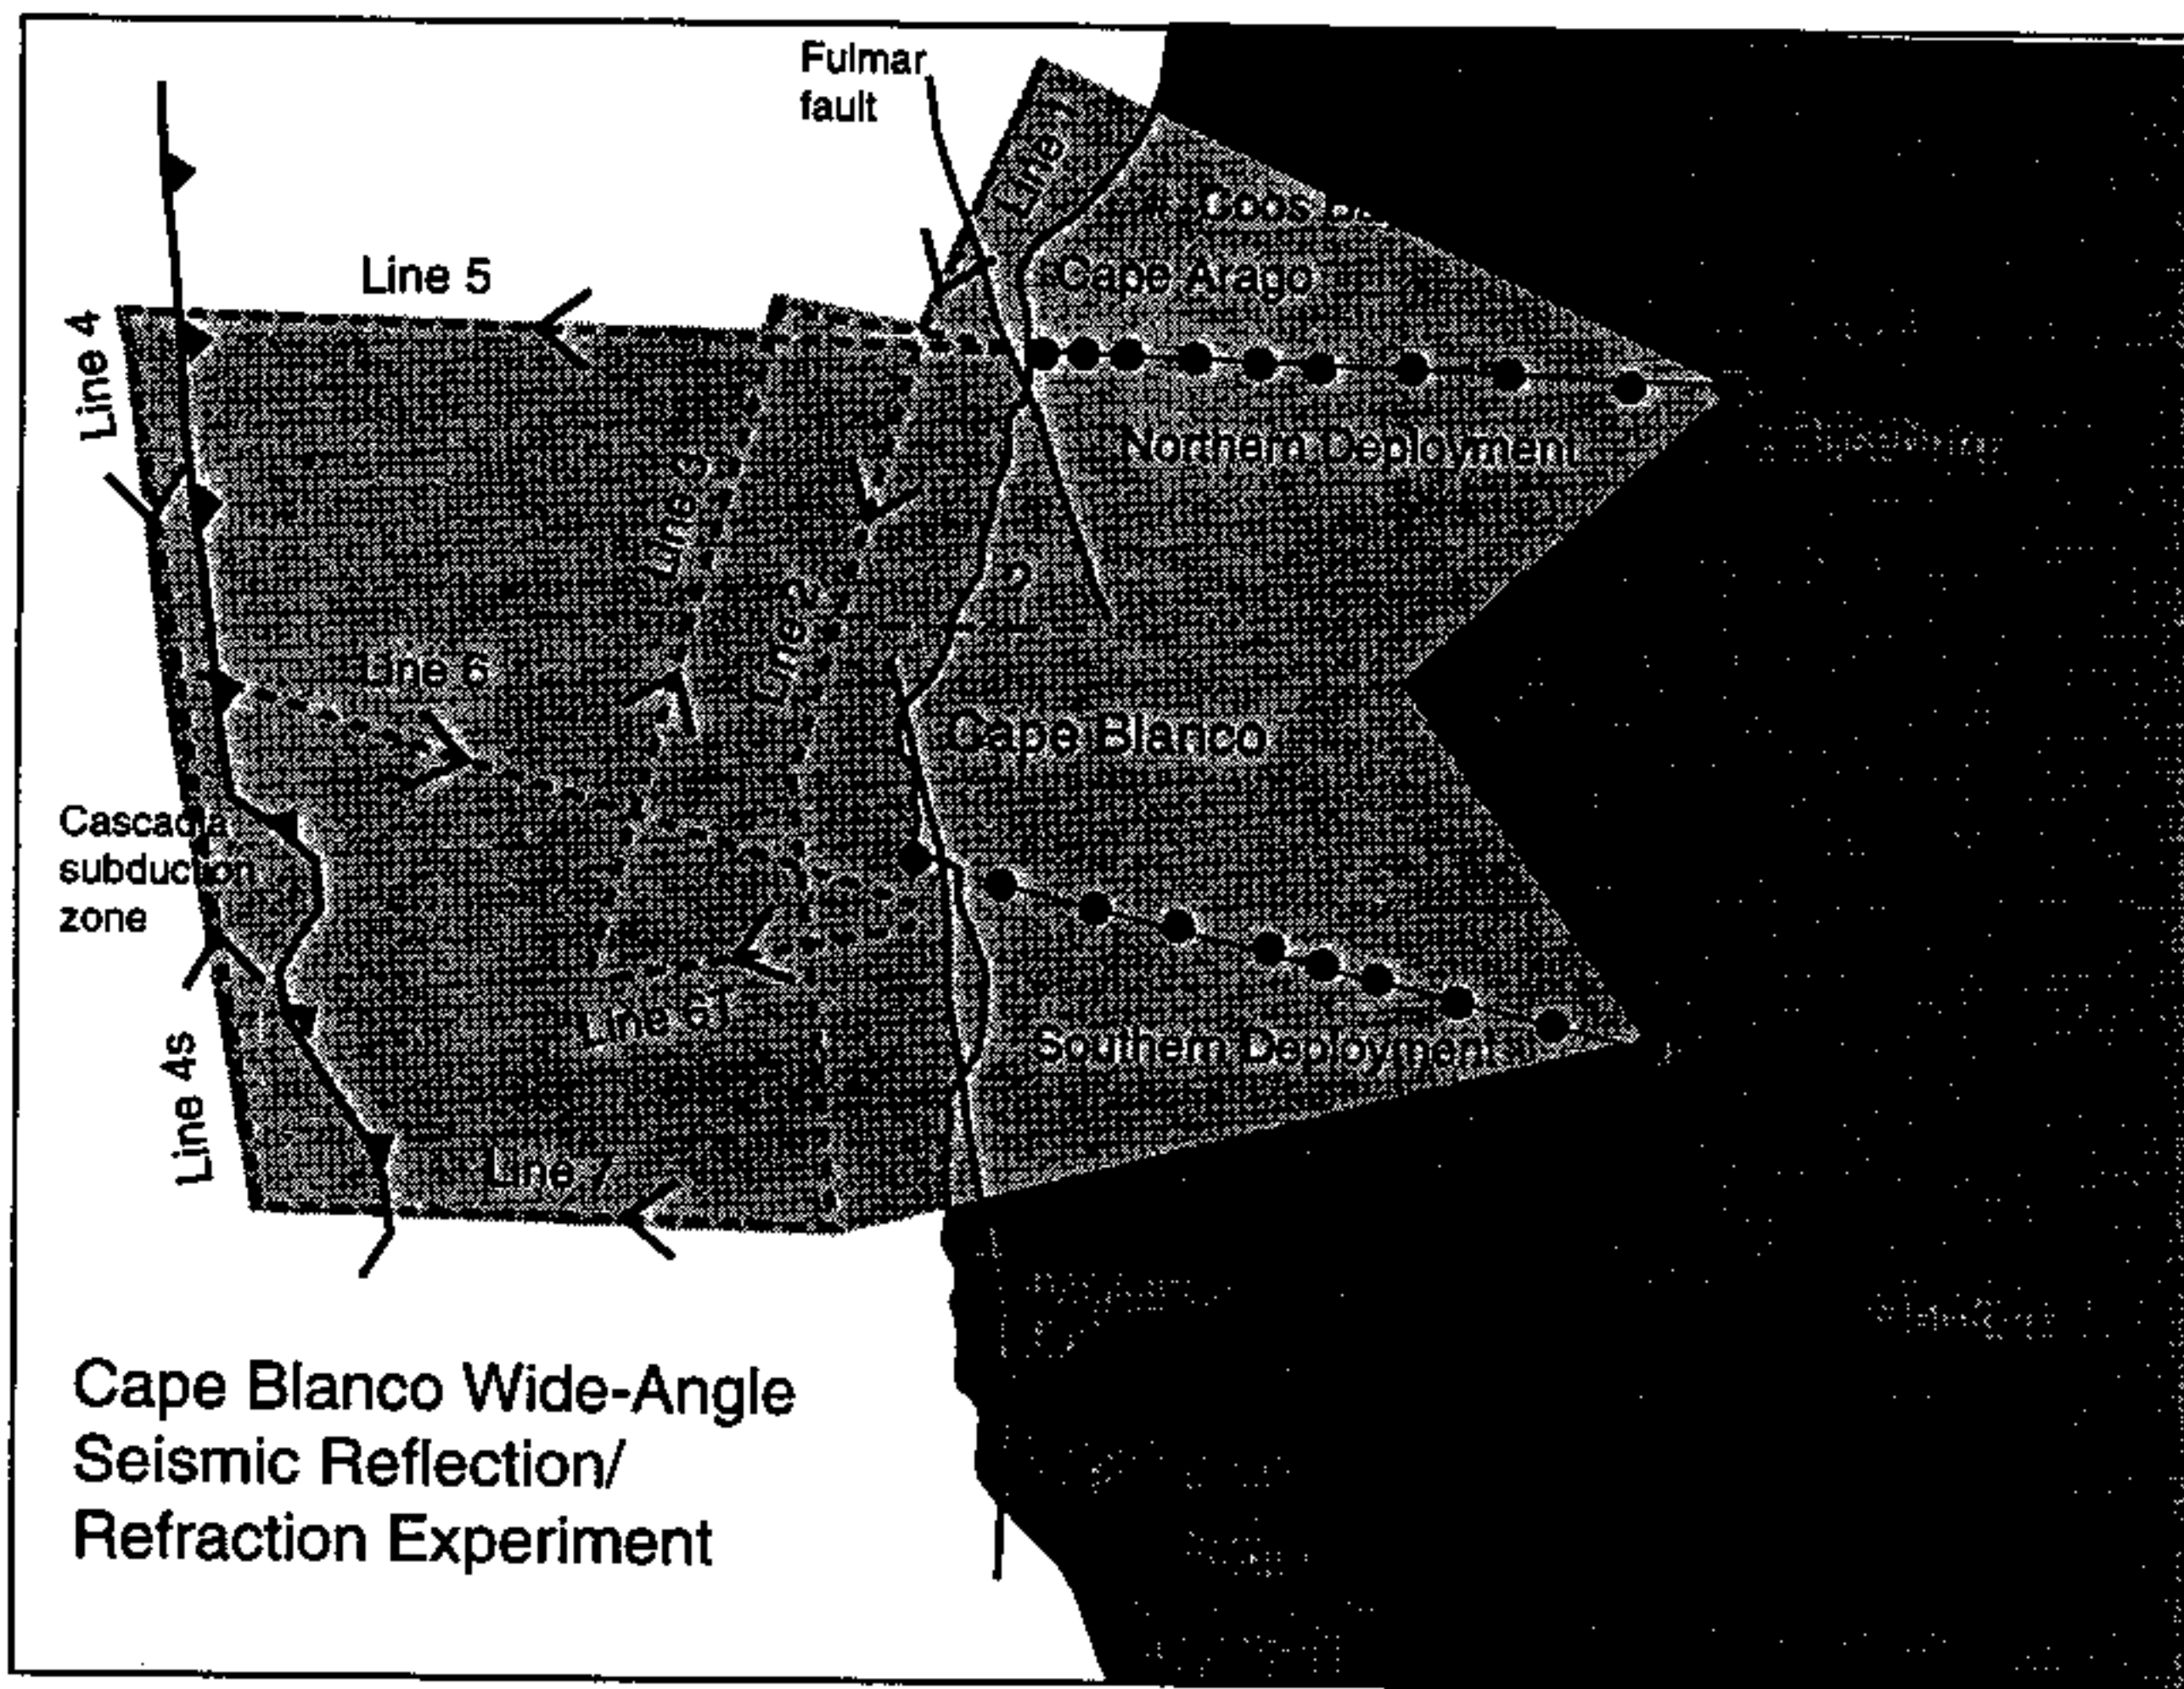 Fulmar
fault
Line 1
Coos
Cape Arago
Line 5
Line 4
Northern Deployment
Line 3
Line 2
?
Line 6
Cape Blanco
Cascadia
subduction
zone
Line 6T
Southern Deployment
Line 4s
Line 7
Cape Blanco Wide-Angle
Seismic Reflection/
Refraction Experiment